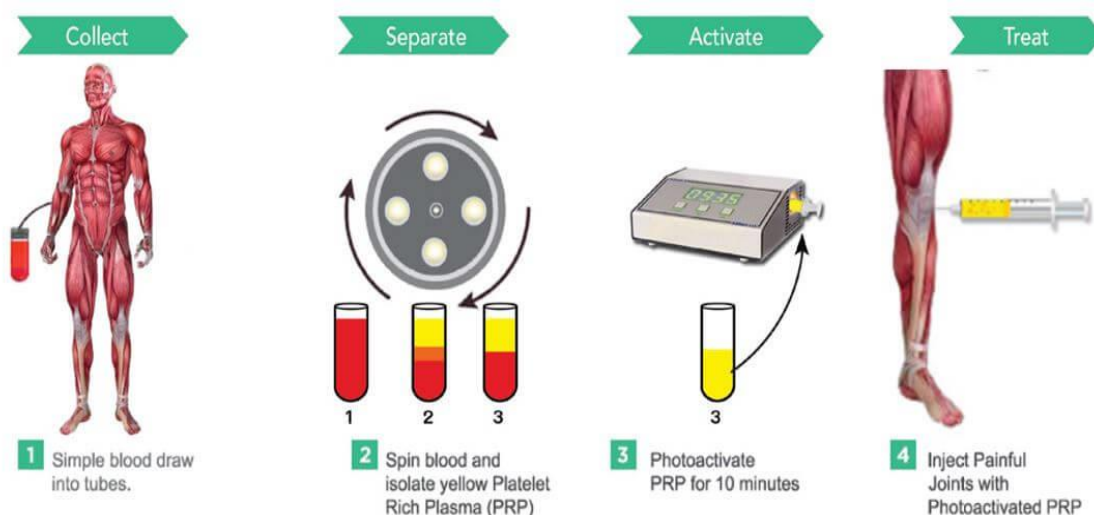 Collect
Separate
Activate
Treat
09:35
1
2
3
3
1 Simple blood draw
into tubes.
2 Spin blood and
isolate yellow Platelet
Rich Plasma (PRP)
3 Photoactivate
PRP for 10 minutes
4 Inject Painful
Joints with
Photoactivated PRP